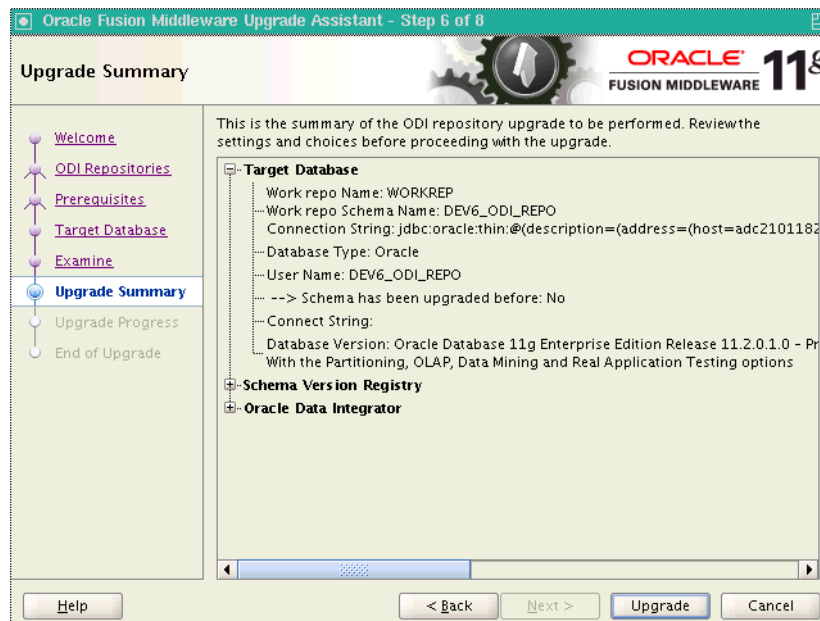 Oracle Fusion Middleware Upgrade Assistant - Step 6 of 8
Upgrade Summary
ORACLE
FUSION MIDDLEWARE
11g
Welcome
ODI Repositories
Prerequisites
Target Database
Examine
Upgrade Summary
Upgrade Progress
End of Upgrade
This is the summary of the ODI repository upgrade to be performed. Review the
settings and choices before proceeding with the upgrade.
Target Database
Work repo Name: WORKREP
Work repo Schema Name: DEV6_ODI_REPO
Connection String: jdbc:oracle:thin:@(description=(address=(host=adc2101182
Database Type: Oracle
User Name: DEV6_ODI_REPO
--> Schema has been upgraded before: No
Connect String:
Database Version: Oracle Database 11g Enterprise Edition Release 11.2.0.1.0 - Pr
With the Partitioning, OLAP, Data Mining and Real Application Testing options
Schema Version Registry
Oracle Data Integrator
Help
< Back
Next >
Upgrade
Cancel